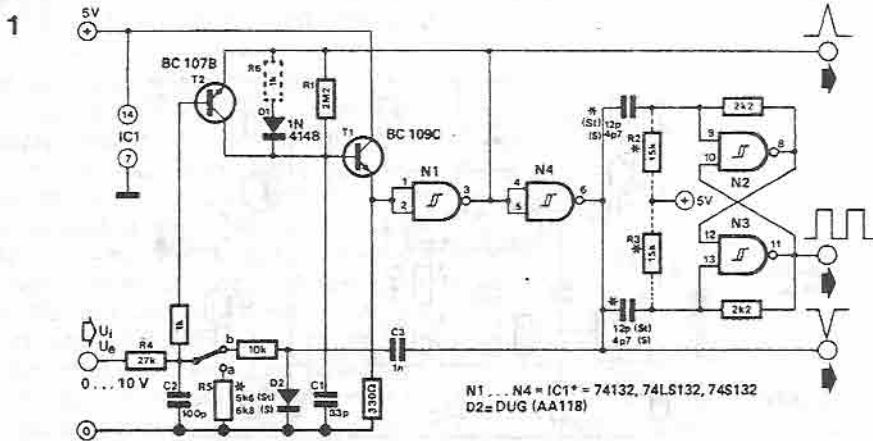 1
5V
14
IC1
7
BC 107B
T2
R6
1k
D1
1N
4148
R1
2M2
T1
BC 109C
N1
1
2
3
N4
4
5
6
*
(St)
(S)
12p
4p7
R2
*
15k
2k2
9
10
8
N2
5V
R3
*
15k
N3
12
13
11
*
12p (St)
4p7 (S)
2k2
1k
Ui
Ue
R4
27k
0 ... 10 V
b
a
10k
C3
1n
C2
100p
R5
*
5k6 (St)
6k8 (S)
D2
C1
33p
330Ω
0
N1 ... N4 = IC1* = 74132, 74LS132, 74S132
D2= DUG (AA118)